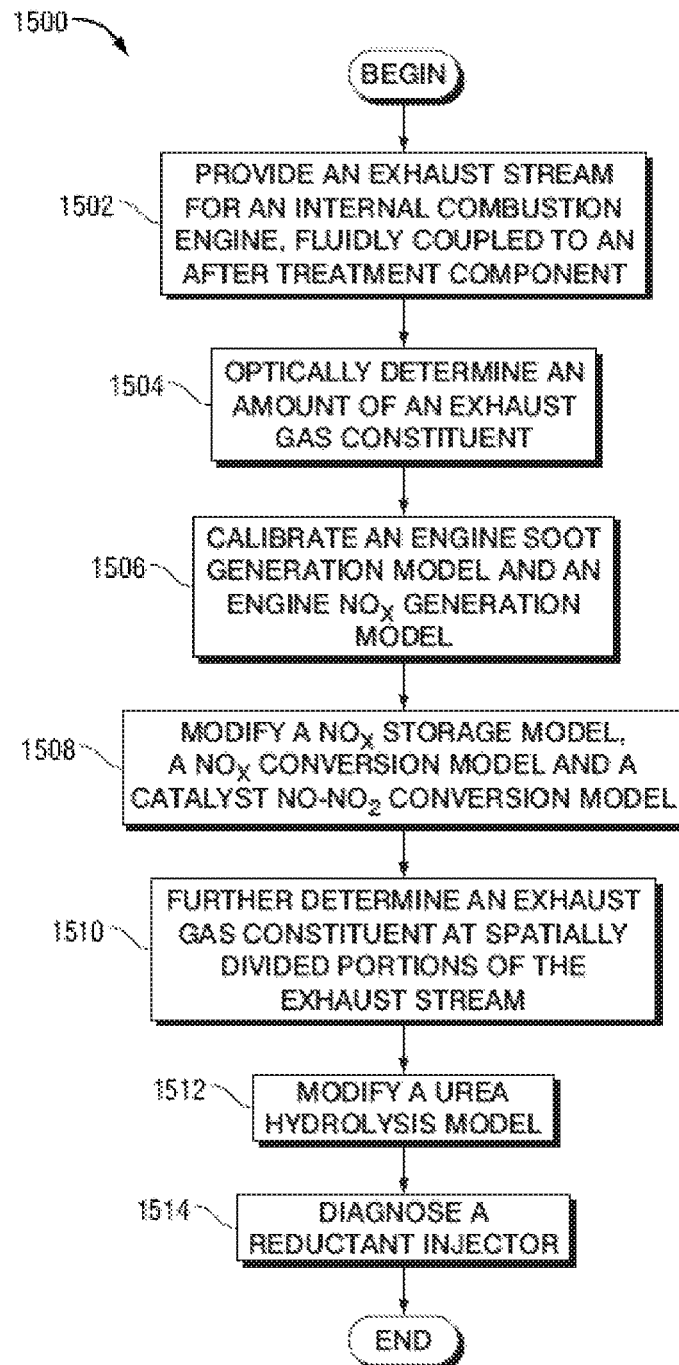 1500
BEGIN
1502
PROVIDE AN EXHAUST STREAM
FOR AN INTERNAL COMBUSTION
ENGINE, FLUIDLY COUPLED TO AN
AFTER TREATMENT COMPONENT
1504
OPTICALLY DETERMINE AN
AMOUNT OF AN EXHAUST
GAS CONSTITUENT
1506
CALIBRATE AN ENGINE SOOT
GENERATION MODEL AND AN
ENGINE NOX GENERATION
MODEL
1508
MODIFY A NOX STORAGE MODEL,
A NOX CONVERSION MODEL AND A
CATALYST NO-NO2 CONVERSION MODEL
1510
FURTHER DETERMINE AN EXHAUST
GAS CONSTITUENT AT SPATIALLY
DIVIDED PORTIONS OF THE
EXHAUST STREAM
1512
MODIFY A UREA
HYDROLYSIS MODEL
1514
DIAGNOSE A
REDUCTANT INJECTOR
END